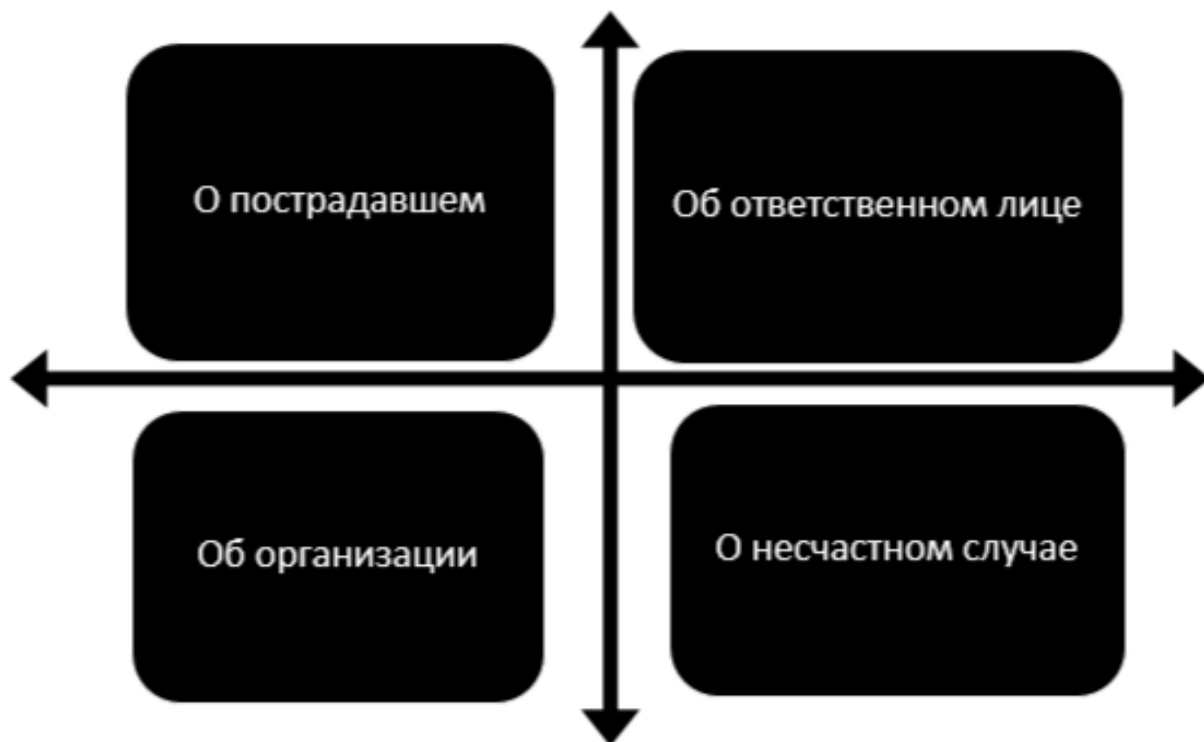 О пострадавшем
Об ответственном лице
Об организации
О несчастном случае